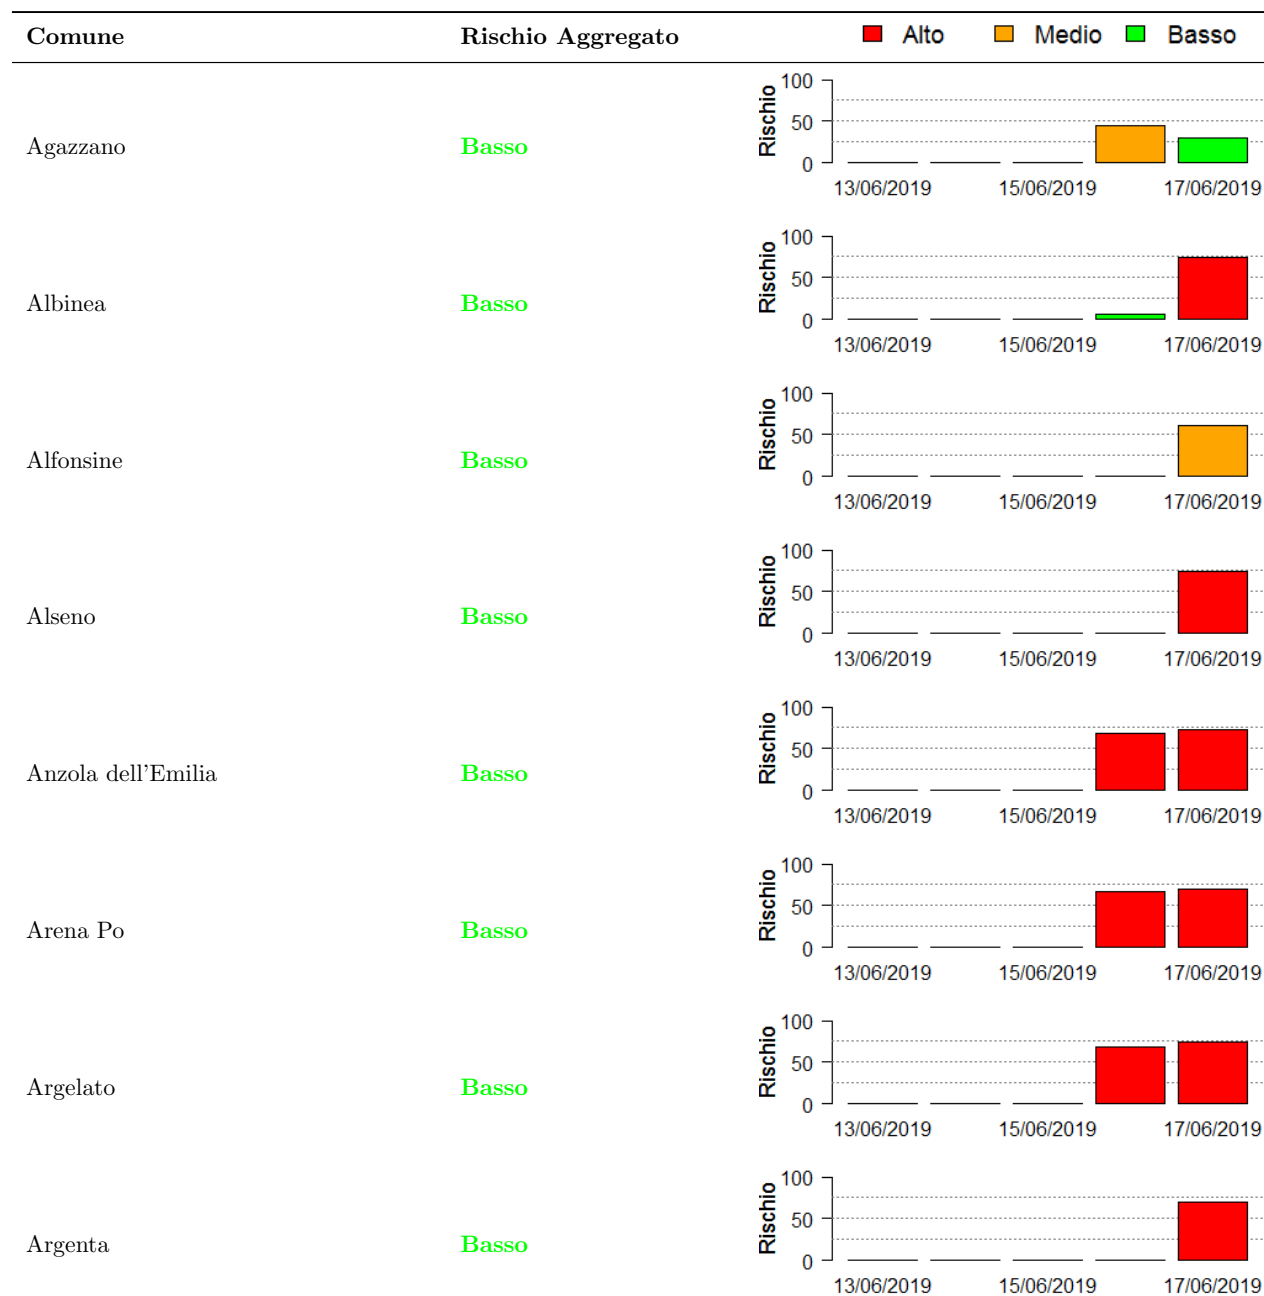 Comune Rischio Aggregato Alto Medio Basso
100
Rischio
50
Agazzano Basso
0
13/06/2019 15/06/2019 17/06/2019
100
Rischio
50
Albinea Basso
0
13/06/2019 15/06/2019 17/06/2019
100
Rischio
50
Alfonsine Basso
0
13/06/2019 15/06/2019 17/06/2019
100
Rischio
50
Alseno Basso
0
13/06/2019 15/06/2019 17/06/2019
100
Rischio
50
Anzola dell'Emilia Basso
0
13/06/2019 15/06/2019 17/06/2019
100
Rischio
50
Arena Po Basso
0
13/06/2019 15/06/2019 17/06/2019
100
Rischio
50
Argelato Basso
0
13/06/2019 15/06/2019 17/06/2019
100
Rischio
50
Argenta Basso
0
13/06/2019 15/06/2019 17/06/2019